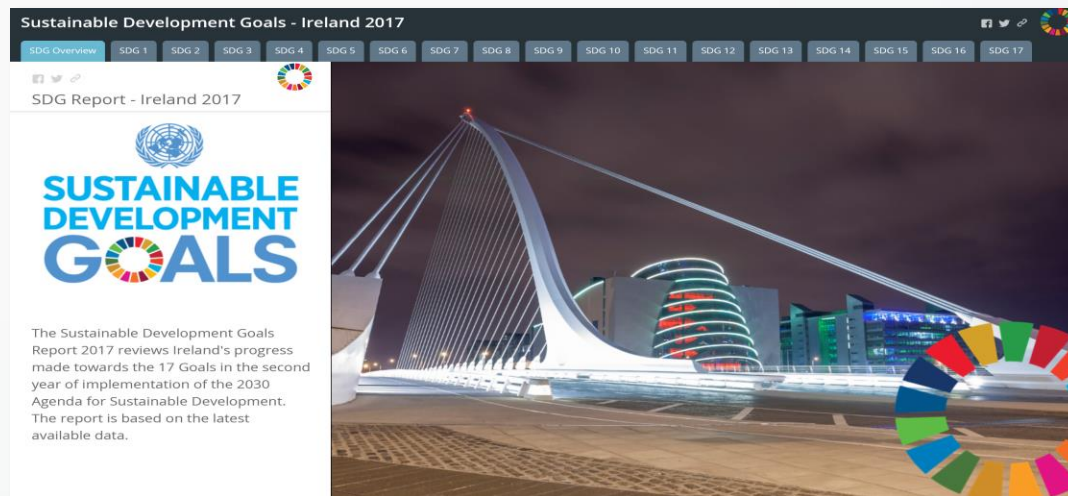 Sustainable Development Goals - Ireland 2017
SDG Overview
SDG 1
SDG 2
SDG 3
SDG 4
SDG 5
SDG 6
SDG 7
SDG 8
SDG 9
SDG 10
SDG 11
SDG 12
SDG 13
SDG 14
SDG 15
SDG 16
SDG 17
SDG Report - Ireland 2017
SUSTAINABLE
DEVELOPMENT
GOALS
The Sustainable Development Goals
Report 2017 reviews Ireland's progress
made towards the 17 Goals in the second
year of implementation of the 2030
Agenda for Sustainable Development.
The report is based on the latest
available data.